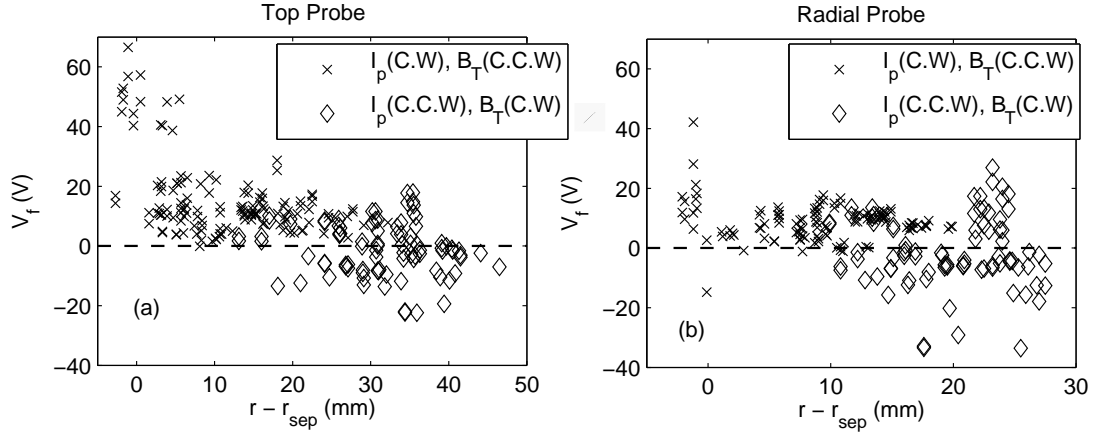 Top Probe
I_p(C.W), B_T(C.C.W)
I_p(C.C.W), B_T(C.W)
60
40
20
0
−20
−40
V_f (V)
(a)
0
10
20
30
40
50
r − r_sep (mm)
Radial Probe
I_p(C.W), B_T(C.C.W)
I_p(C.C.W), B_T(C.W)
60
40
20
0
−20
−40
V_f (V)
(b)
0
10
20
30
r − r_sep (mm)